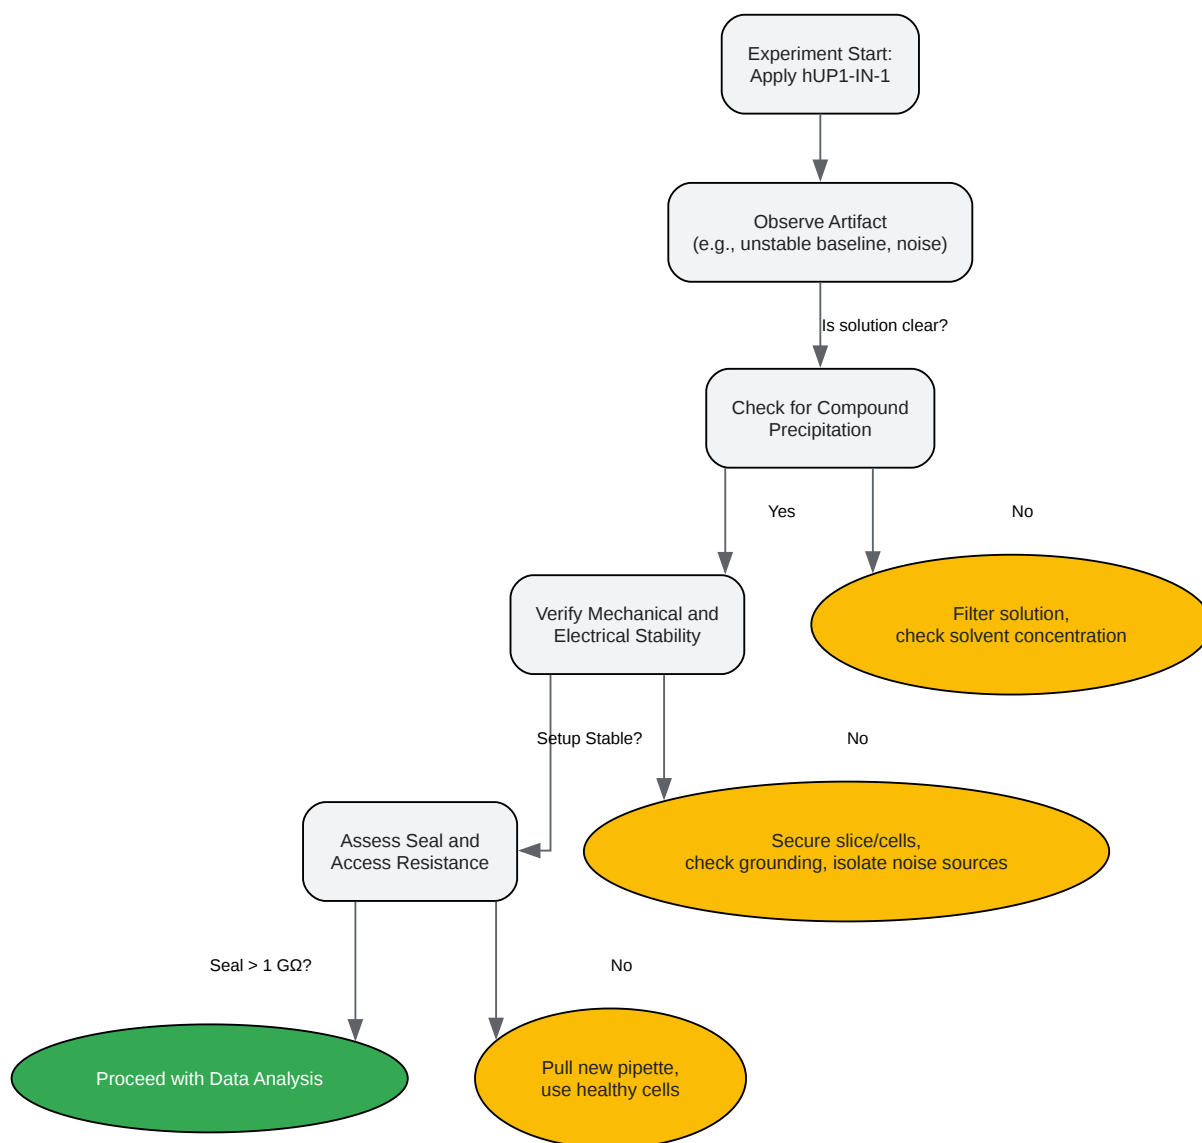 Experiment Start:
Apply hUP1-IN-1
Observe Artifact
(e.g., unstable baseline, noise)
Is solution clear?
Check for Compound
Precipitation
Yes
No
Verify Mechanical and
Electrical Stability
Filter solution,
check solvent concentration
Setup Stable?
No
Assess Seal and
Access Resistance
Secure slice/cells,
check grounding, isolate noise sources
Seal > 1 GΩ?
No
Proceed with Data Analysis
Pull new pipette,
use healthy cells